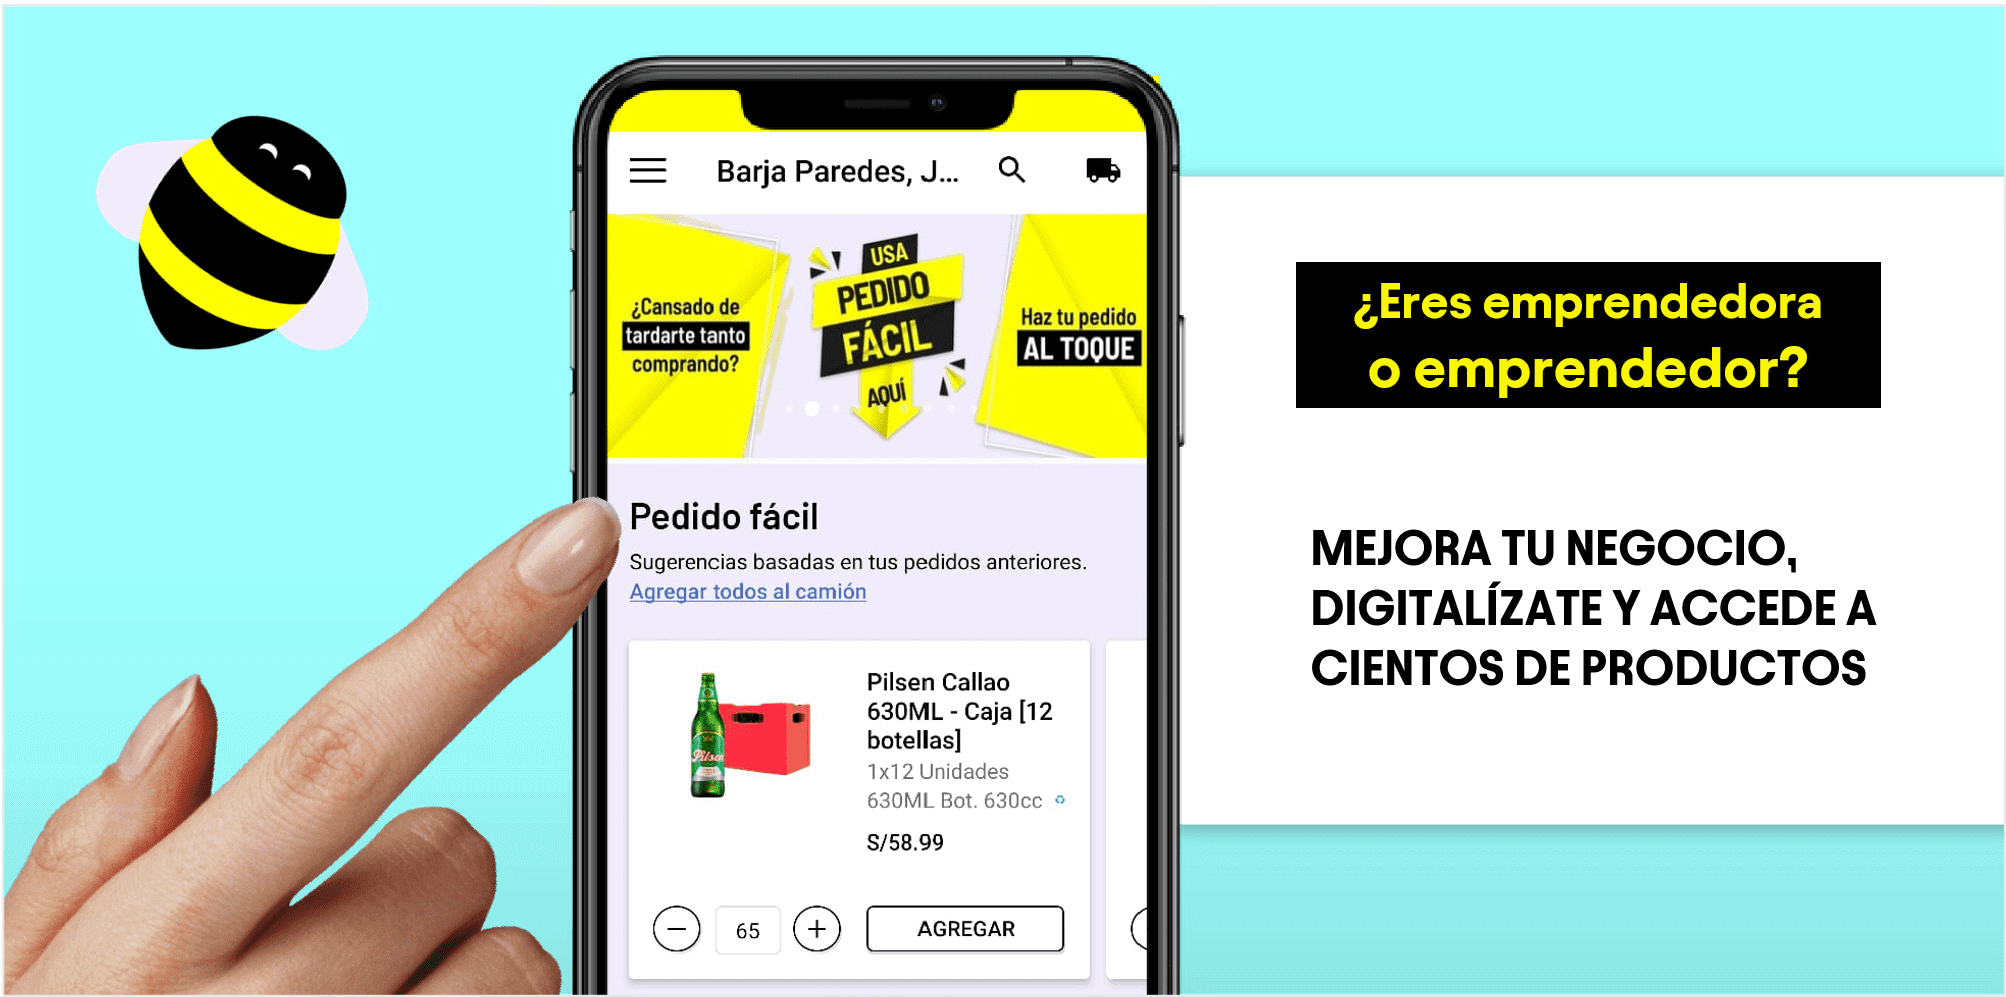 Barja Paredes, J...
¿Cansado de
tardarte tanto
comprando?
USA
PEDIDO
FÁCIL
AQUÍ
Haz tu pedido
AL TOQUE
Pedido fácil
Sugerencias basadas en tus pedidos anteriores.
Agregar todos al camión
Pilsen
Pilsen Callao
630ML - Caja [12
botellas]
1x12 Unidades
630ML Bot. 630cc
S/58.99
65
AGREGAR
¿Eres emprendedora
o emprendedor?
MEJORA TU NEGOCIO,
DIGITALÍZATE Y ACCEDE A
CIENTOS DE PRODUCTOS